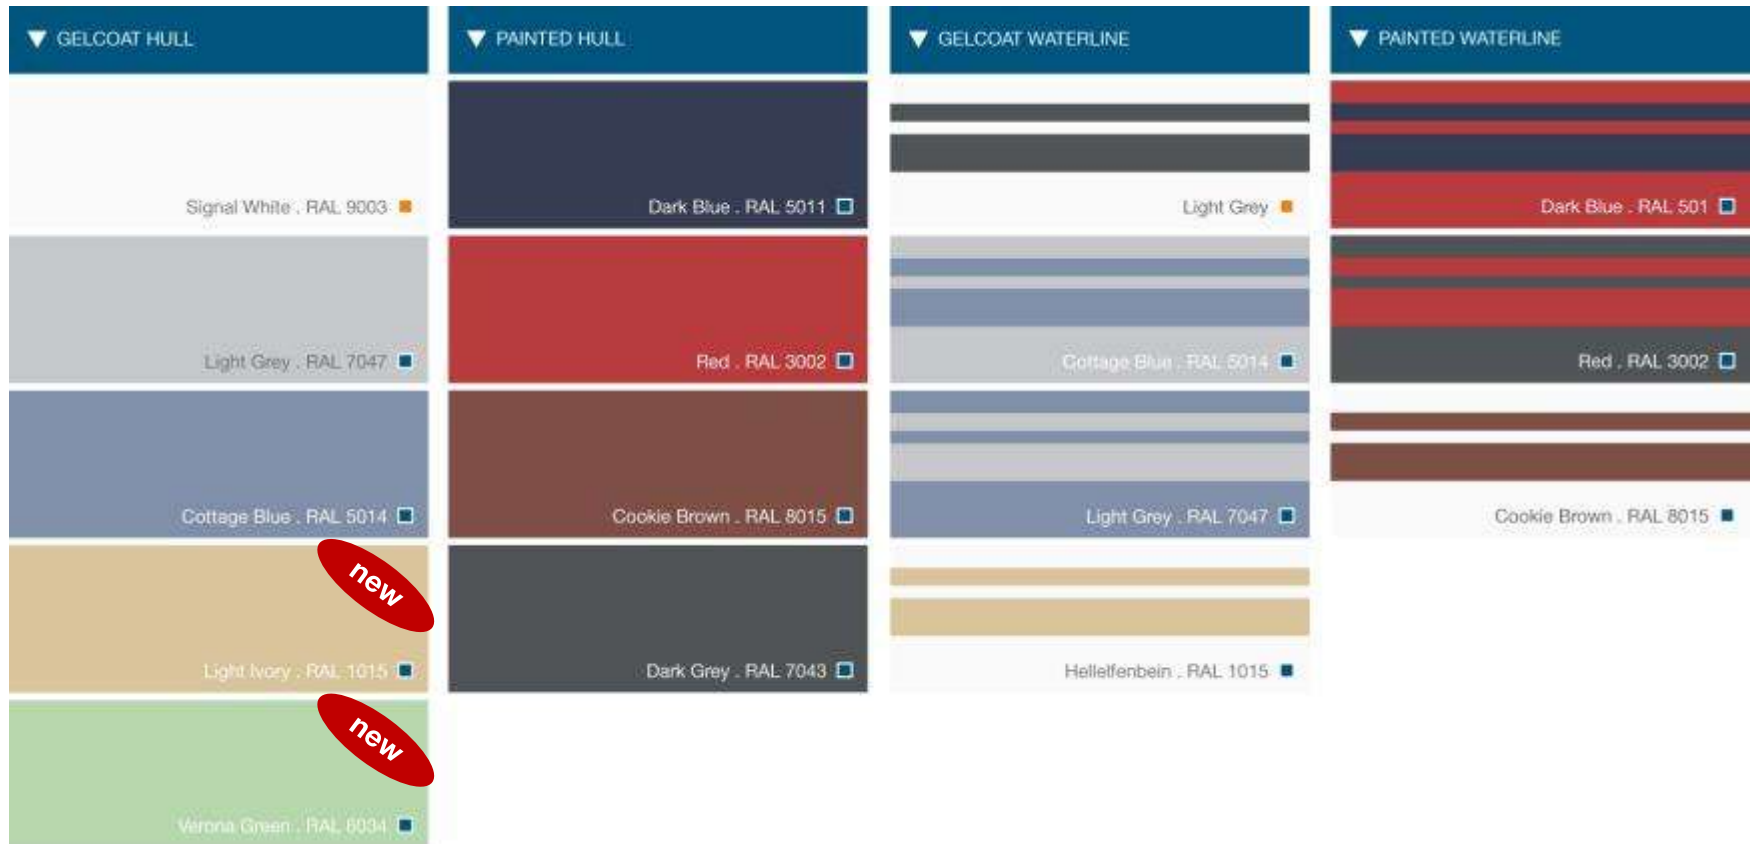 ▼ GELCOAT HULL
Signal White . RAL 9003
Light Grey . RAL 7047
Cottage Blue . RAL 5014
new
Light Ivory . RAL 1015
new
Verona Green . RAL 6034
▼ PAINTED HULL
Dark Blue . RAL 5011
Red . RAL 3002
Cookie Brown . RAL 8015
Dark Grey . RAL 7043
▼ GELCOAT WATERLINE
Light Grey
Cottage Blue . RAL 5014
Light Grey . RAL 7047
Hellelfenbein . RAL 1015
▼ PAINTED WATERLINE
Dark Blue . RAL 501
Red . RAL 3002
Cookie Brown . RAL 8015